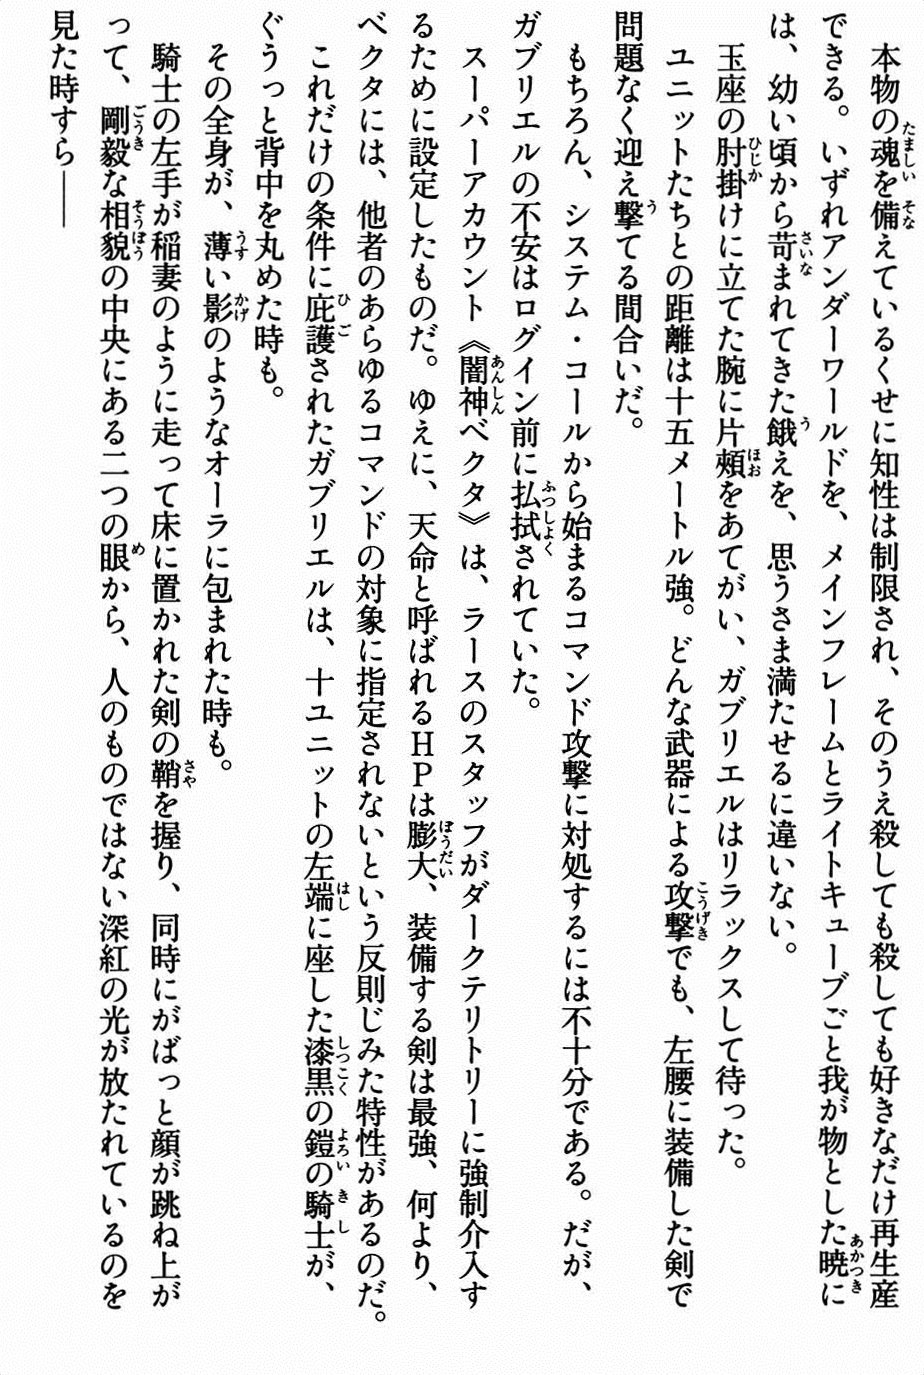 本物の魂を備えているくせに知性は制限され、そのうえ殺しても殺しても好きなだけ再生産
できる。いずれアンダーワールドを、メインフレームとライトキューブごと我が物とした暁に
は、幼い頃から苛まれてきた餓えを、思うさま満たせるに違いない。
玉座の肘掛けに立てた腕に片頰をあてがい、ガブリエルはリラックスして待った。
ユニットたちとの距離は十五メートル強。どんな武器による攻撃でも、左腰に装備した剣で
問題なく迎え撃てる間合いだ。
もちろん、システム・コールから始まるコマンド攻撃に対処するには不十分である。だが、
ガブリエルの不安はログイン前に払拭されていた。
スーパーアカウント《闇神ベクタ》は、ラースのスタッフがダークテリトリーに強制介入す
るために設定したものだ。ゆえに、天命と呼ばれるHPは膨大、装備する剣は最強、何より、
ベクタには、他者のあらゆるコマンドの対象に指定されないという反則じみた特性があるのだ。
これだけの条件に庇護されたガブリエルは、十ユニットの左端に座した漆黒の鎧の騎士が、
ぐうっと背中を丸めた時も。
その全身が、薄い影のようなオーラに包まれた時も。
騎士の左手が稲妻のように走って床に置かれた剣の鞘を握り、同時にがばっと顔が跳ね上が
って、剛毅な相貌の中央にある二つの眼から、人のものではない深紅の光が放たれているのを
見た時すら――